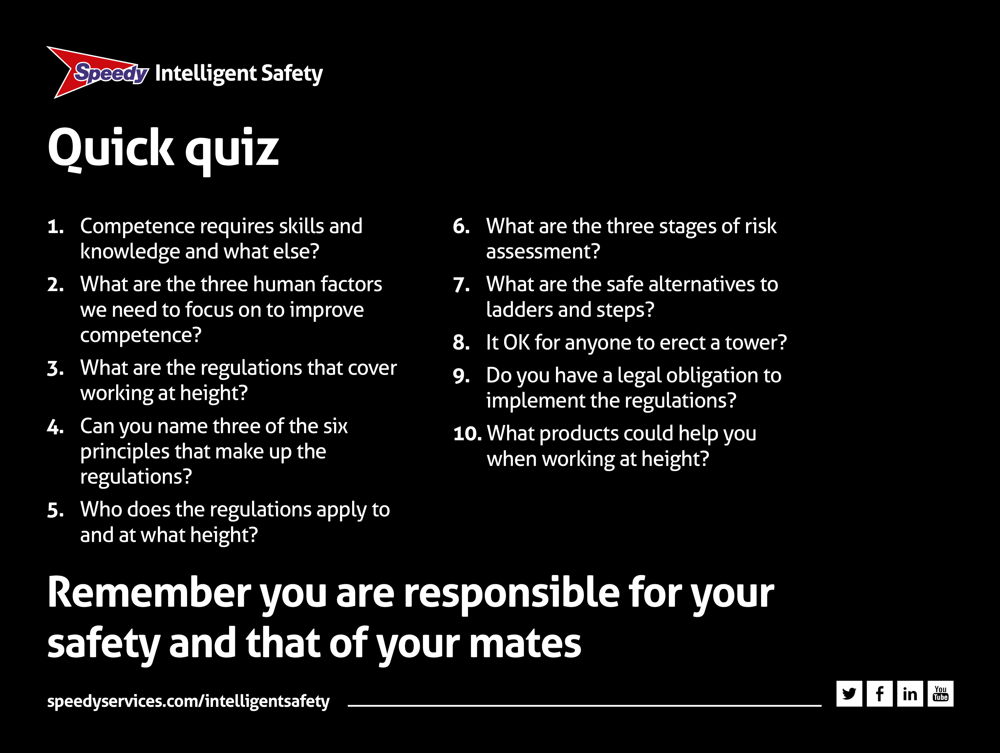 Speedy Intelligent Safety
Quick quiz
1. Competence requires skills and
knowledge and what else?
2. What are the three human factors
we need to focus on to improve
competence?
3. What are the regulations that cover
working at height?
4. Can you name three of the six
principles that make up the
regulations?
5. Who does the regulations apply to
and at what height?
6. What are the three stages of risk
assessment?
7. What are the safe alternatives to
ladders and steps?
8. It OK for anyone to erect a tower?
9. Do you have a legal obligation to
implement the regulations?
10. What products could help you
when working at height?
Remember you are responsible for your
safety and that of your mates
speedyservices.com/intelligentsafety
f
in
You
Tube